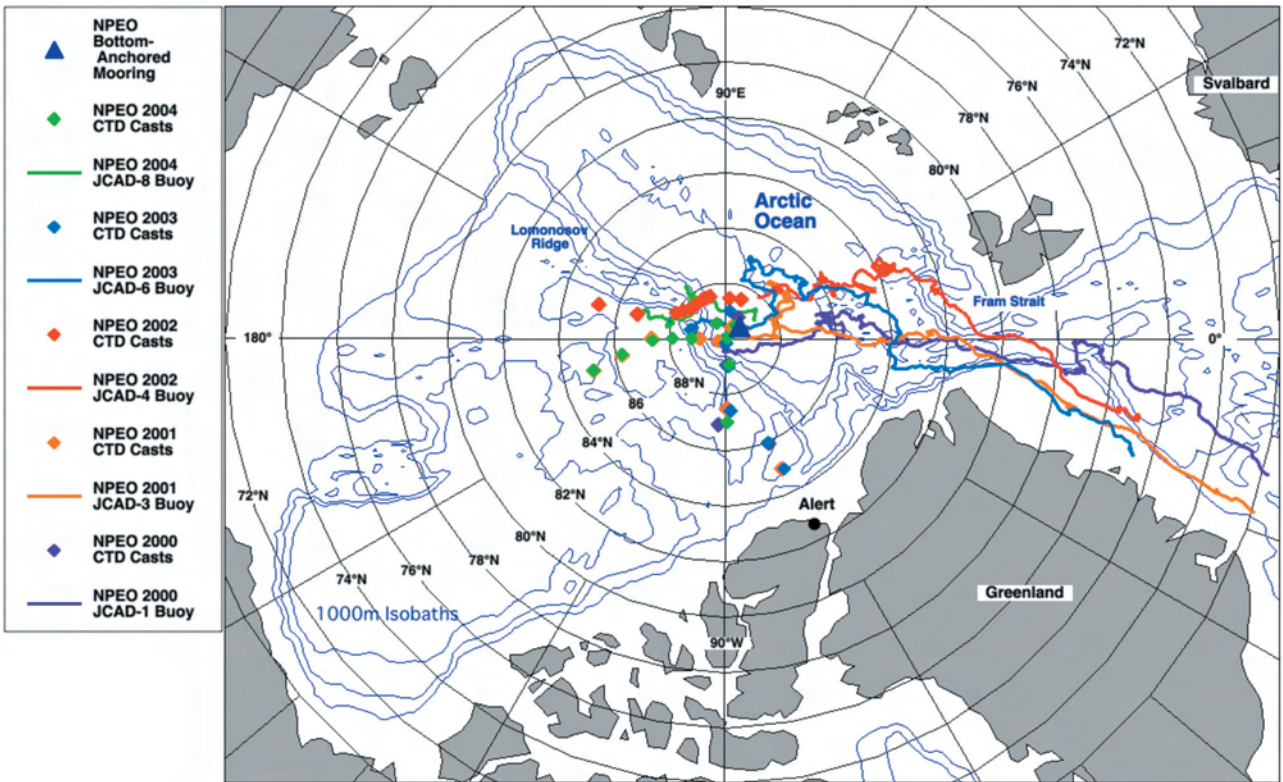 NPEO
Bottom-
Anchored
Mooring
NPEO 2004
CTD Casts
NPEO 2004
JCAD-8 Buoy
NPEO 2003
CTD Casts
NPEO 2003
JCAD-6 Buoy
NPEO 2002
CTD Casts
NPEO 2002
JCAD-4 Buoy
NPEO 2001
CTD Casts
NPEO 2001
JCAD-3 Buoy
NPEO 2000
CTD Casts
NPEO 2000
JCAD-1 Buoy
72°N
74°N
76°N
78°N
80°N
Svalbard
90°E
Arctic
Ocean
Lomonosov
Ridge
Fram Strait
180°
0°
88°N
86
84°N
82°N
80°N
78°N
76°N
74°N
72°N
Alert
Greenland
1000m Isobaths
90°W